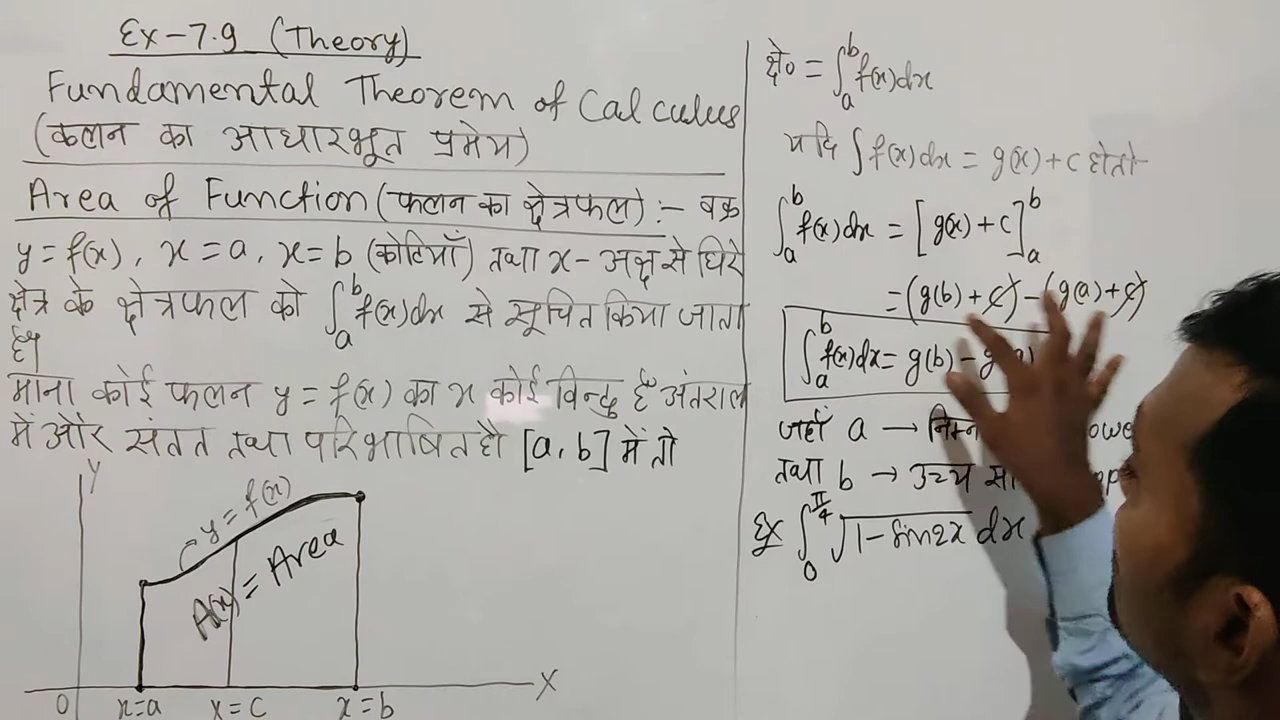 Ex-7.9 (Theory)
Fundamental Theorem of Calculus
(कलन का आधारभूत प्रमेय)
Area of Function (फलन का क्षेत्रफल) :- वक्र
y = f(x), x = a, x = b (कोटियाँ) तथा x- अक्ष से घिरे
क्षेत्र के क्षेत्रफल को ∫ₐᵇ f(x)dx से सूचित किया जाता
है।
माना कोई फलन y = f(x) का x कोई बिन्दु है अंतराल
में और संतत तथा परिभाषित है [a, b] में तो
Y
y = f(x)
A(x) = Area
0
x=a
x=c
x=b
X
क्षे० = ∫ₐᵇ f(x)dx
यदि ∫ f(x)dx = g(x) + c हो तो
∫ₐᵇ f(x)dx = [g(x) + c]ₐᵇ
= (g(b) + c) - (g(a) + c)
∫ₐᵇ f(x)dx = g(b) -
जहाँ a → निम्न
तथा b → उच्च
Ex ∫₀^(π/4) √(1 - sin2x) dx